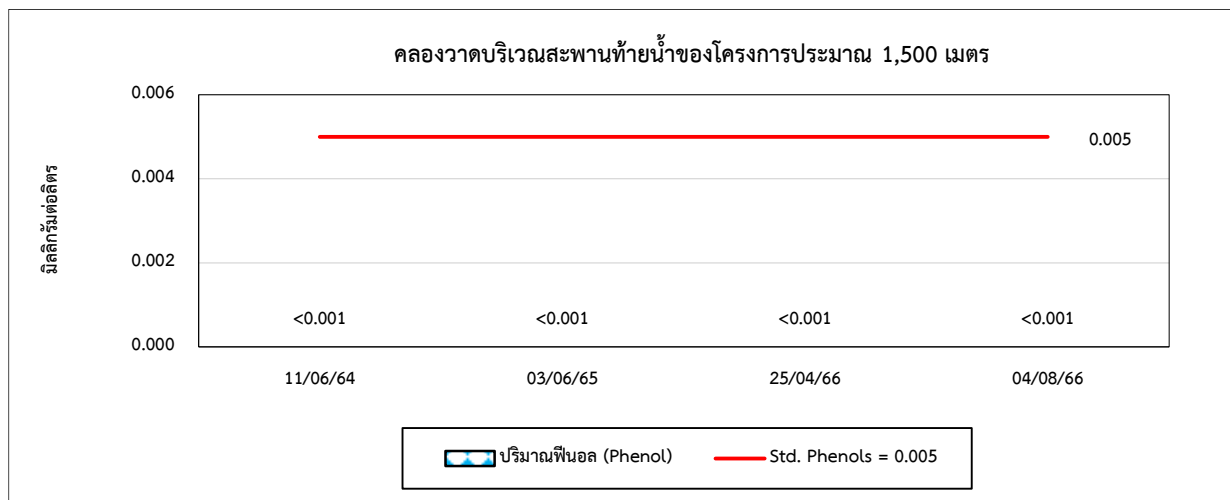 คลองวาดบริเวณสะพานท้ายน้ำของโครงการประมาณ 1,500 เมตร
มิลลิกรัมต่อลิตร
0.006
0.005
0.004
0.002
<0.001 <0.001 <0.001 <0.001
0.000
11/06/64 03/06/65 25/04/66 04/08/66
ปริมาณฟีนอล (Phenol) Std. Phenols = 0.005